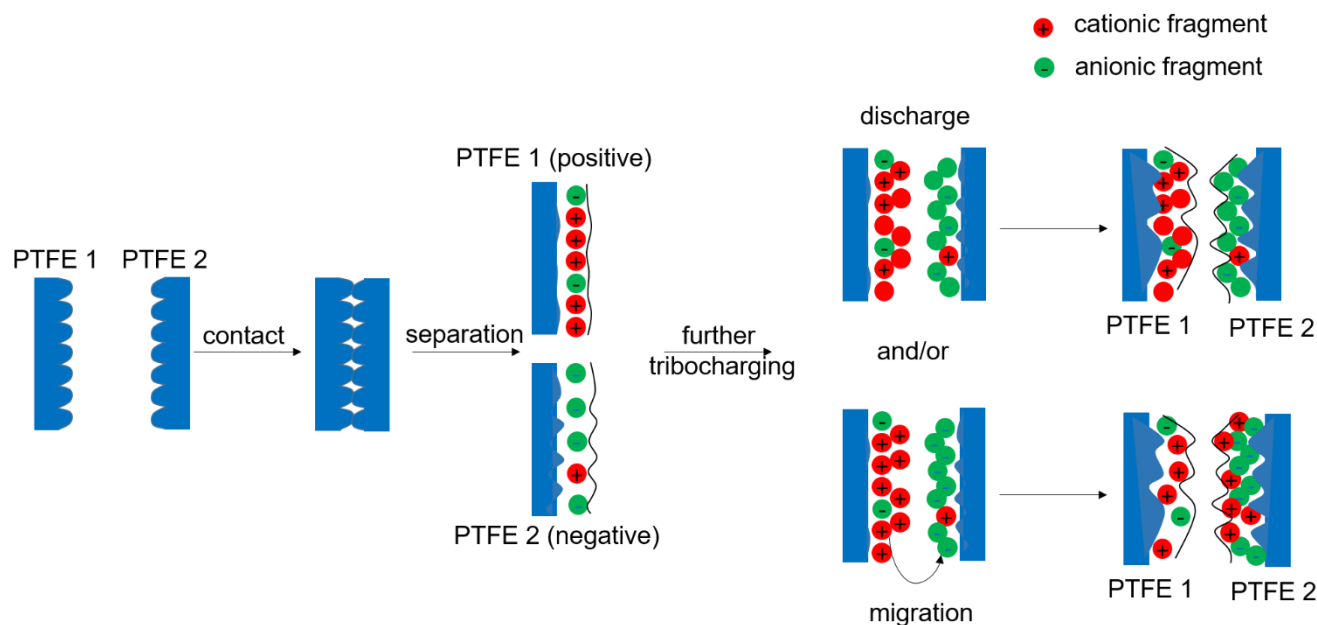 cationic fragment
anionic fragment
PTFE 1
PTFE 2
contact
separation
PTFE 1 (positive)
PTFE 2 (negative)
further
tribocharging
discharge
and/or
migration
PTFE 1
PTFE 2
PTFE 1
PTFE 2